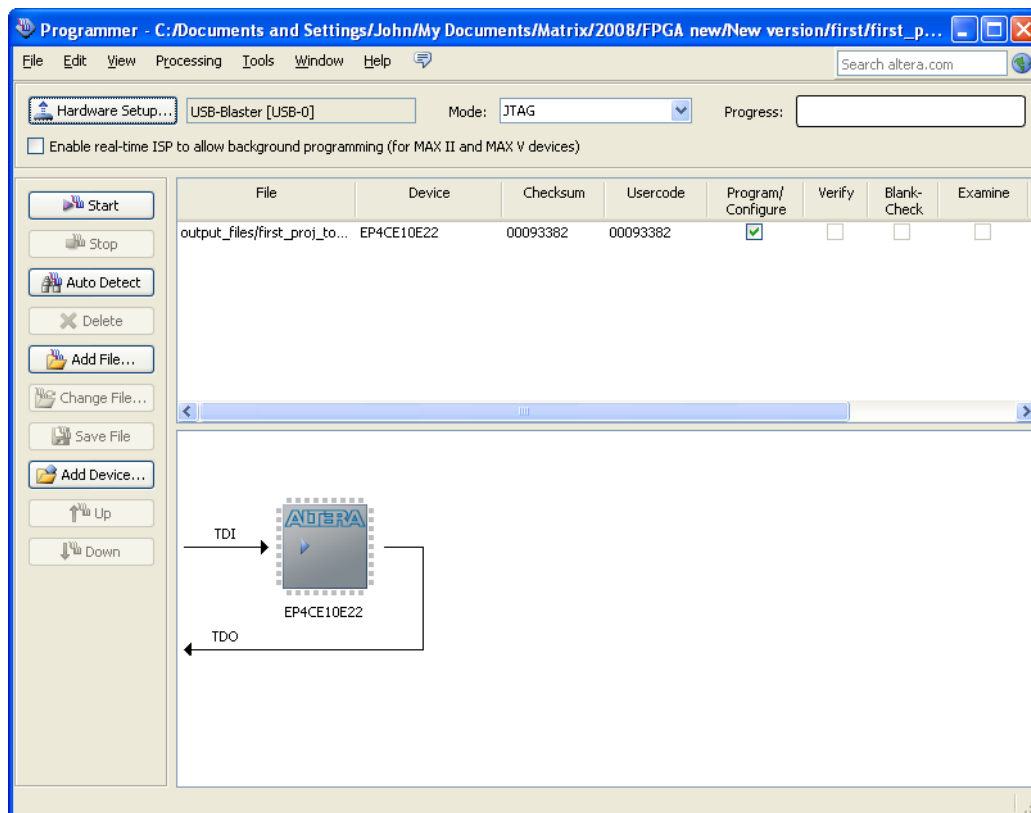 Programmer - C:/Documents and Settings/John/My Documents/Matrix/2008/FPGA new/New version/first/first_p...
File Edit View Processing Tools Window Help Search altera.com
Hardware Setup... USB-Blaster [USB-0] Mode: JTAG Progress:
Enable real-time ISP to allow background programming (for MAX II and MAX V devices)
Start
Stop
Auto Detect
Delete
Add File...
Change File...
Save File
Add Device...
Up
Down
File Device Checksum Usercode Program/ Verify Blank- Examine
Configure Check
output_files/first_proj_to... EP4CE10E22 00093382 00093382
ALTERA
TDI
EP4CE10E22
TDO